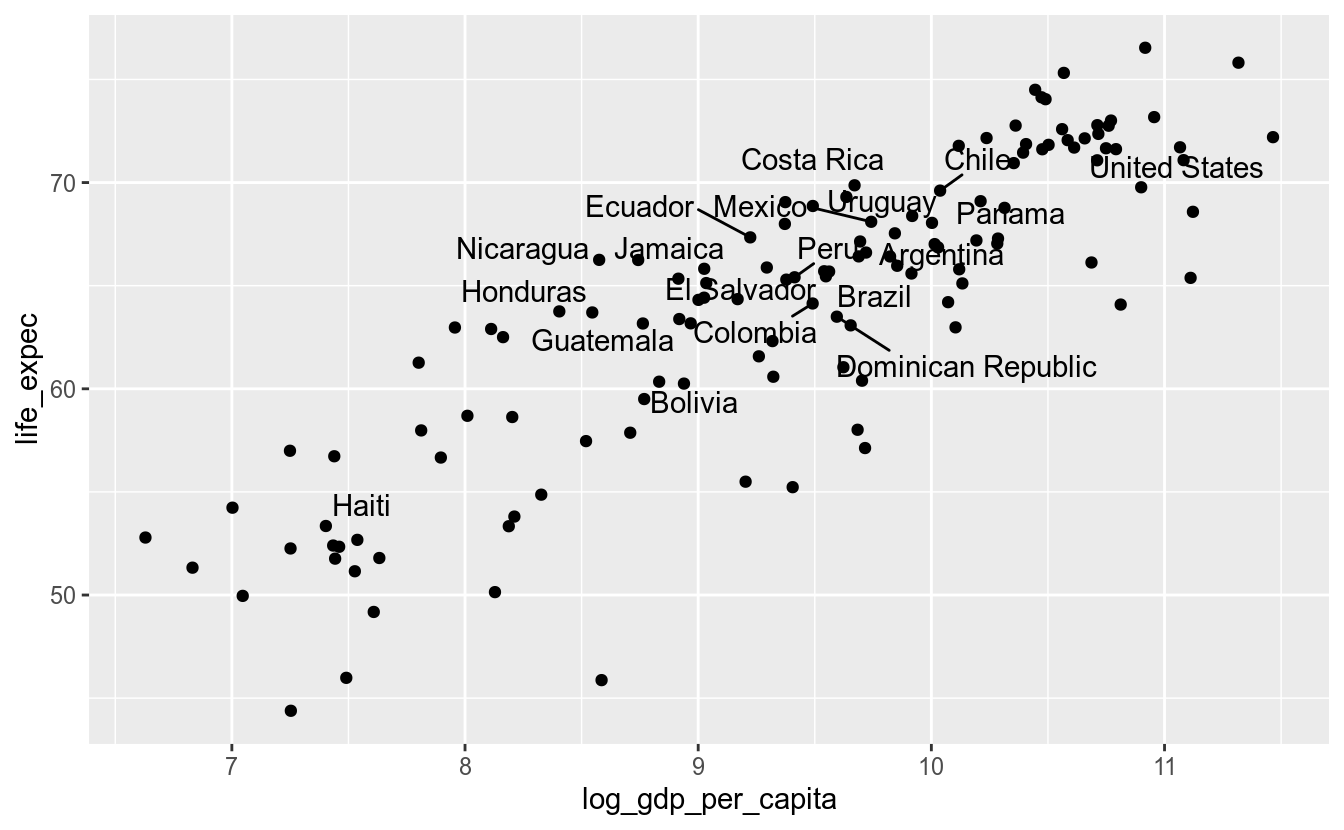 Costa Rica
Chile
United States
Ecuador
Mexico
Uruguay
Panama
Nicaragua
Jamaica
Peru
Argentina
Honduras
El Salvador
Brazil
Guatemala
Colombia
Dominican Republic
Bolivia
Haiti
70
60
50
life_expec
7
8
9
10
11
log_gdp_per_capita